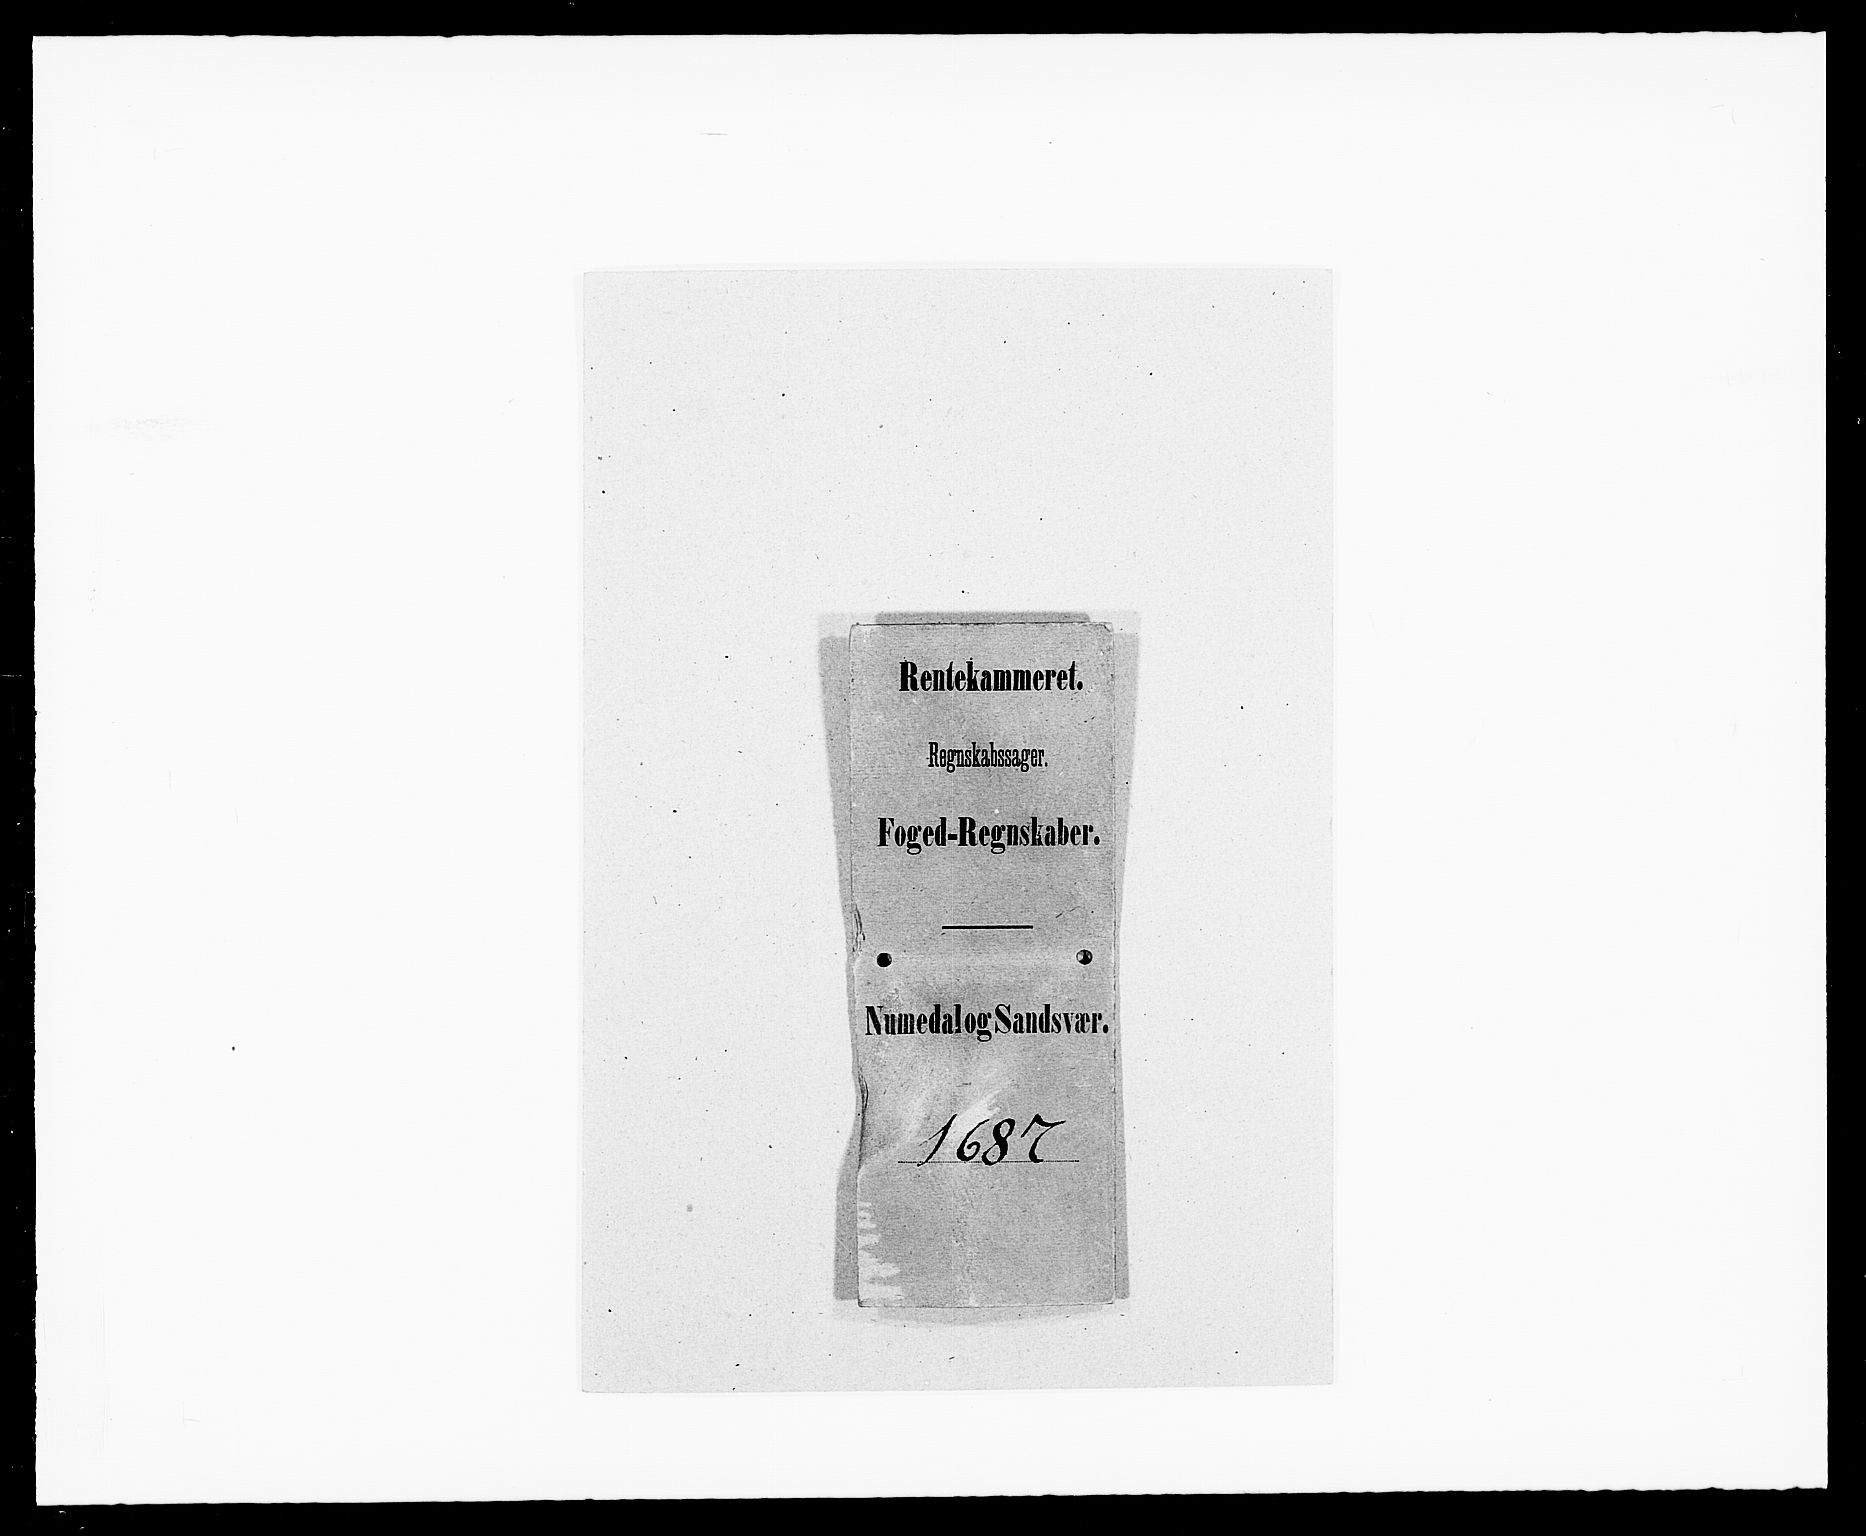 Rentekammeret.
Regnskabssager.
Foged-Regnskaber.
Numedal og Sandsvær.
1687